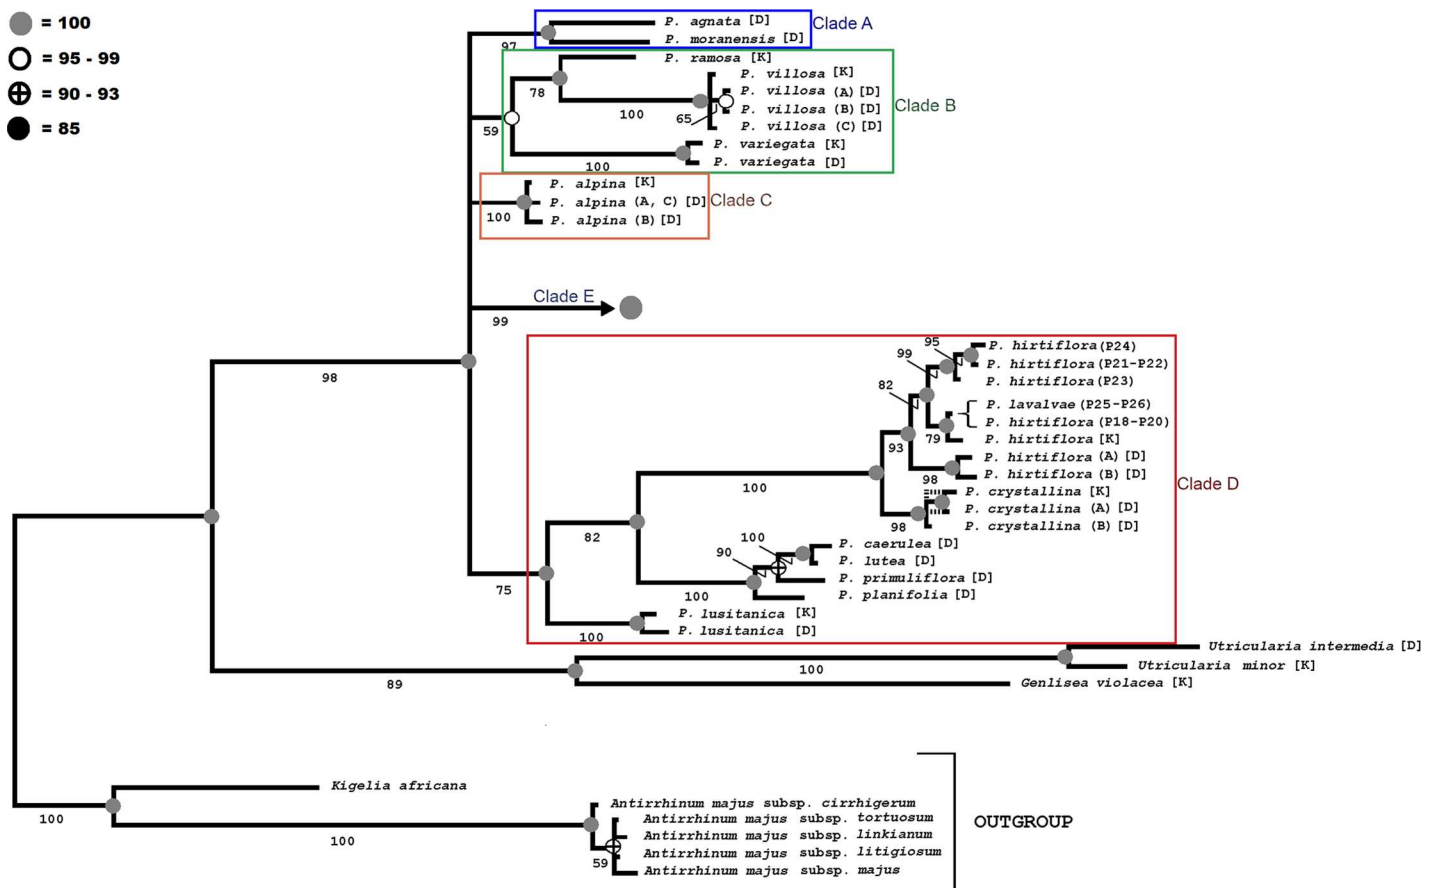 = 100
= 95 - 99
= 90 - 93
= 85
P. agnata [D]
Clade A
97
P. moranensis [D]
P. ramosa [K]
P. villosa [K]
78
P. villosa (A) [D]
Clade B
100
P. villosa (B) [D]
65
P. villosa (C) [D]
59
P. variegata [K]
100
P. variegata [D]
P. alpina [K]
P. alpina (A, C) [D]
Clade C
100
P. alpina (B) [D]
Clade E
99
95
P. hirtiflora (P24)
99
P. hirtiflora (P21-P22)
98
P. hirtiflora (P23)
82
P. lavalvae (P25-P26)
P. hirtiflora (P18-P20)
93
79
P. hirtiflora [K]
P. hirtiflora (A) [D]
98
P. hirtiflora (B) [D]
Clade D
100
P. crystallina [K]
P. crystallina (A) [D]
98
P. crystallina (B) [D]
82
100
P. caerulea [D]
90
P. lutea [D]
P. primuliflora [D]
75
100
P. planifolia [D]
P. lusitanica [K]
100
P. lusitanica [D]
Utricularia intermedia [D]
100
Utricularia minor [K]
89
Genlisea violacea [K]
Kigelia africana
Antirrhinum majus subsp. cirrhigerum
100
Antirrhinum majus subsp. tortuosum
OUTGROUP
100
Antirrhinum majus subsp. linkianum
59
Antirrhinum majus subsp. litigiosum
Antirrhinum majus subsp. majus